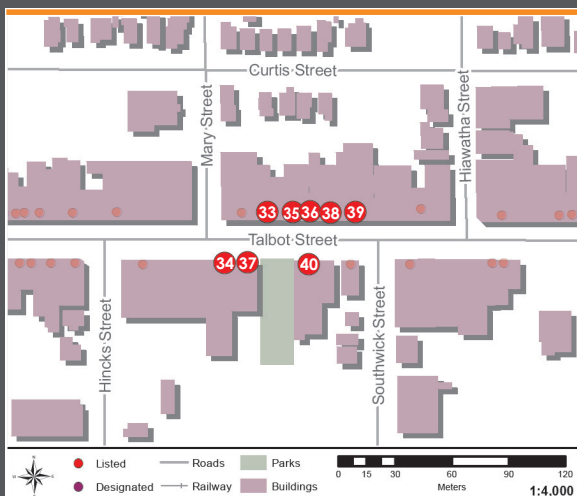 Curtis Street
Mary Street
Hiawatha Street
33 35 36 38 39
Talbot Street
34 37 40
Hincks Street
Southwick Street
N
W E
S
Listed Roads Parks
Designated Railway Buildings
0 15 30 60 90 120
Meters
1:4,000